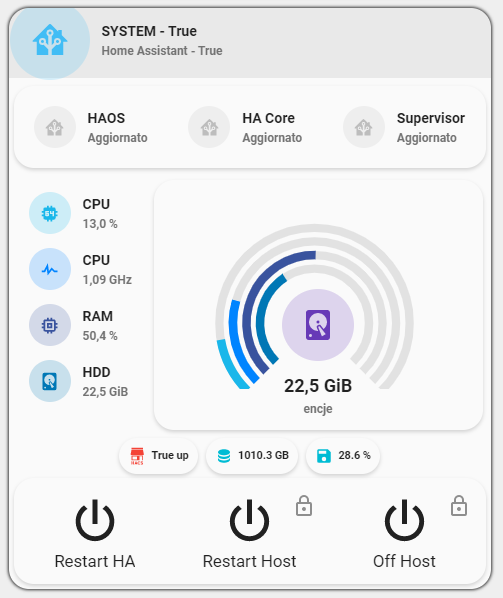 SYSTEM - True
Home Assistant - True
HAOS
Aggiornato
HA Core
Aggiornato
Supervisor
Aggiornato
64
CPU
13,0 %
CPU
1,09 GHz
RAM
50,4 %
HDD
22,5 GiB
22,5 GiB
encje
HACS
True up
1010.3 GB
28.6 %
Restart HA
Restart Host
Off Host